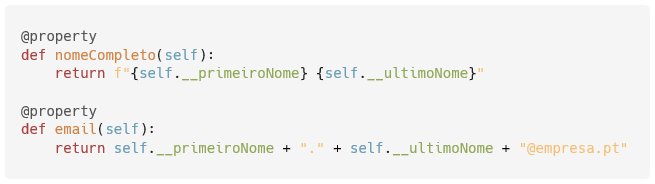 @property
def nomeCompleto(self):
    return f"{self.__primeiroNome} {self.__ultimoNome}"

@property
def email(self):
    return self.__primeiroNome + "." + self.__ultimoNome + "@empresa.pt"